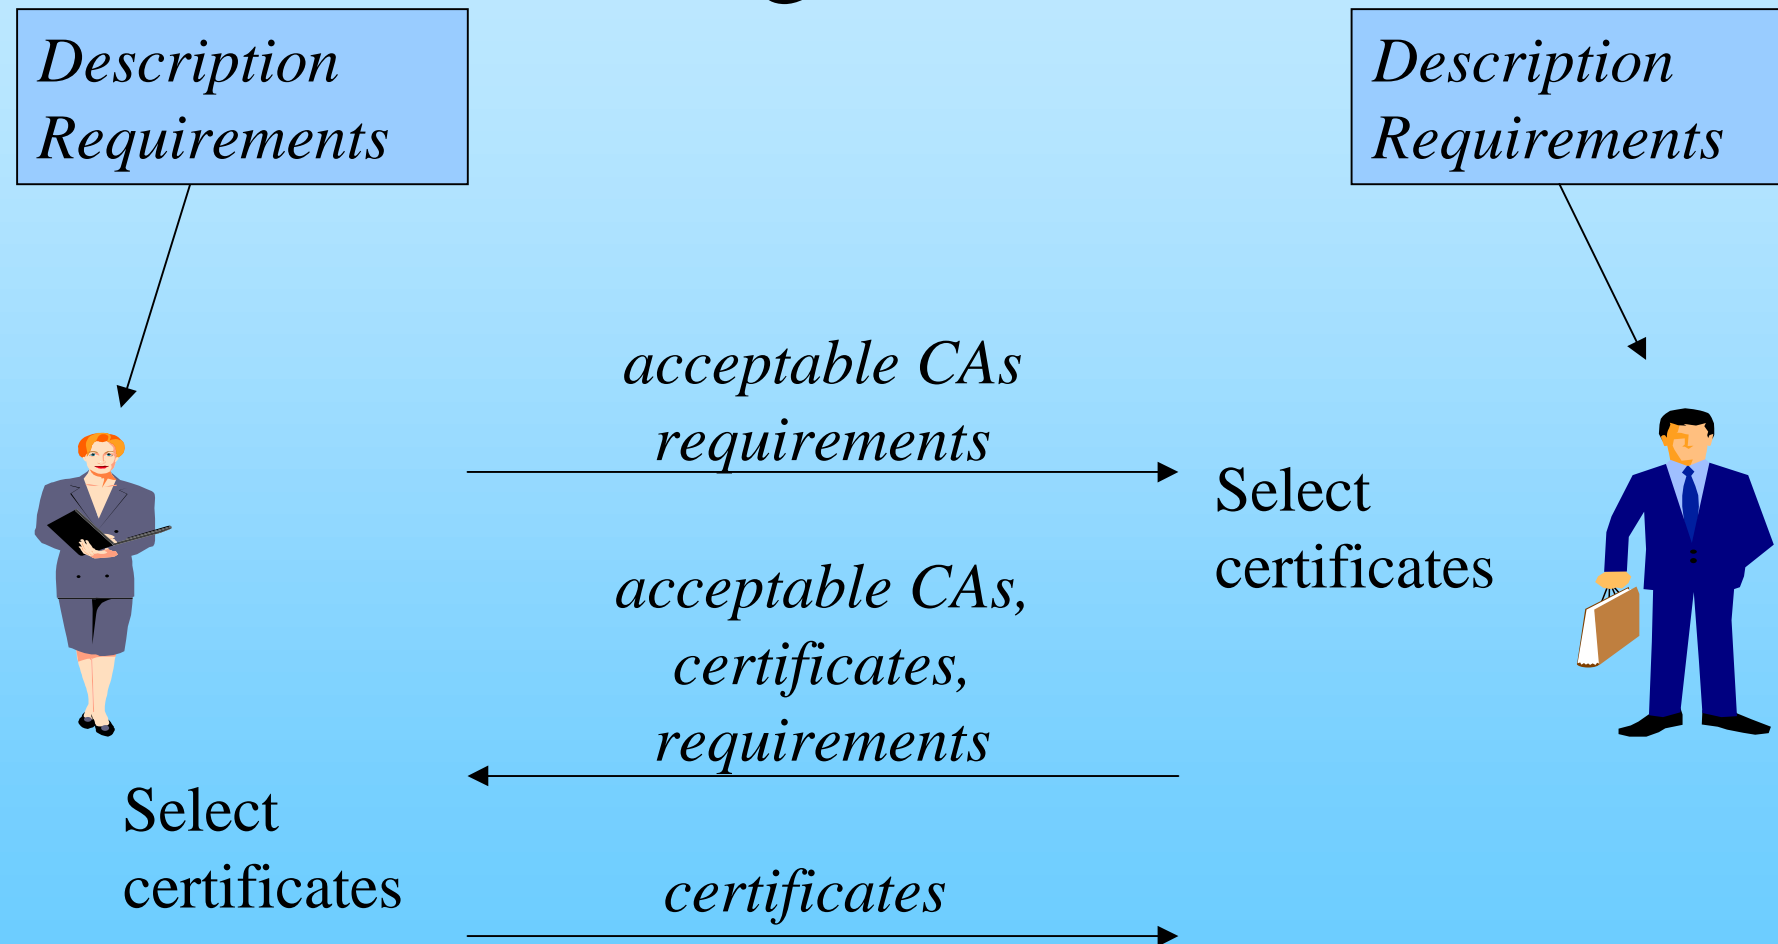 Description
Requirements
Description
Requirements
acceptable CAs
requirements
Select
certificates
acceptable CAs,
certificates,
requirements
Select
certificates
certificates